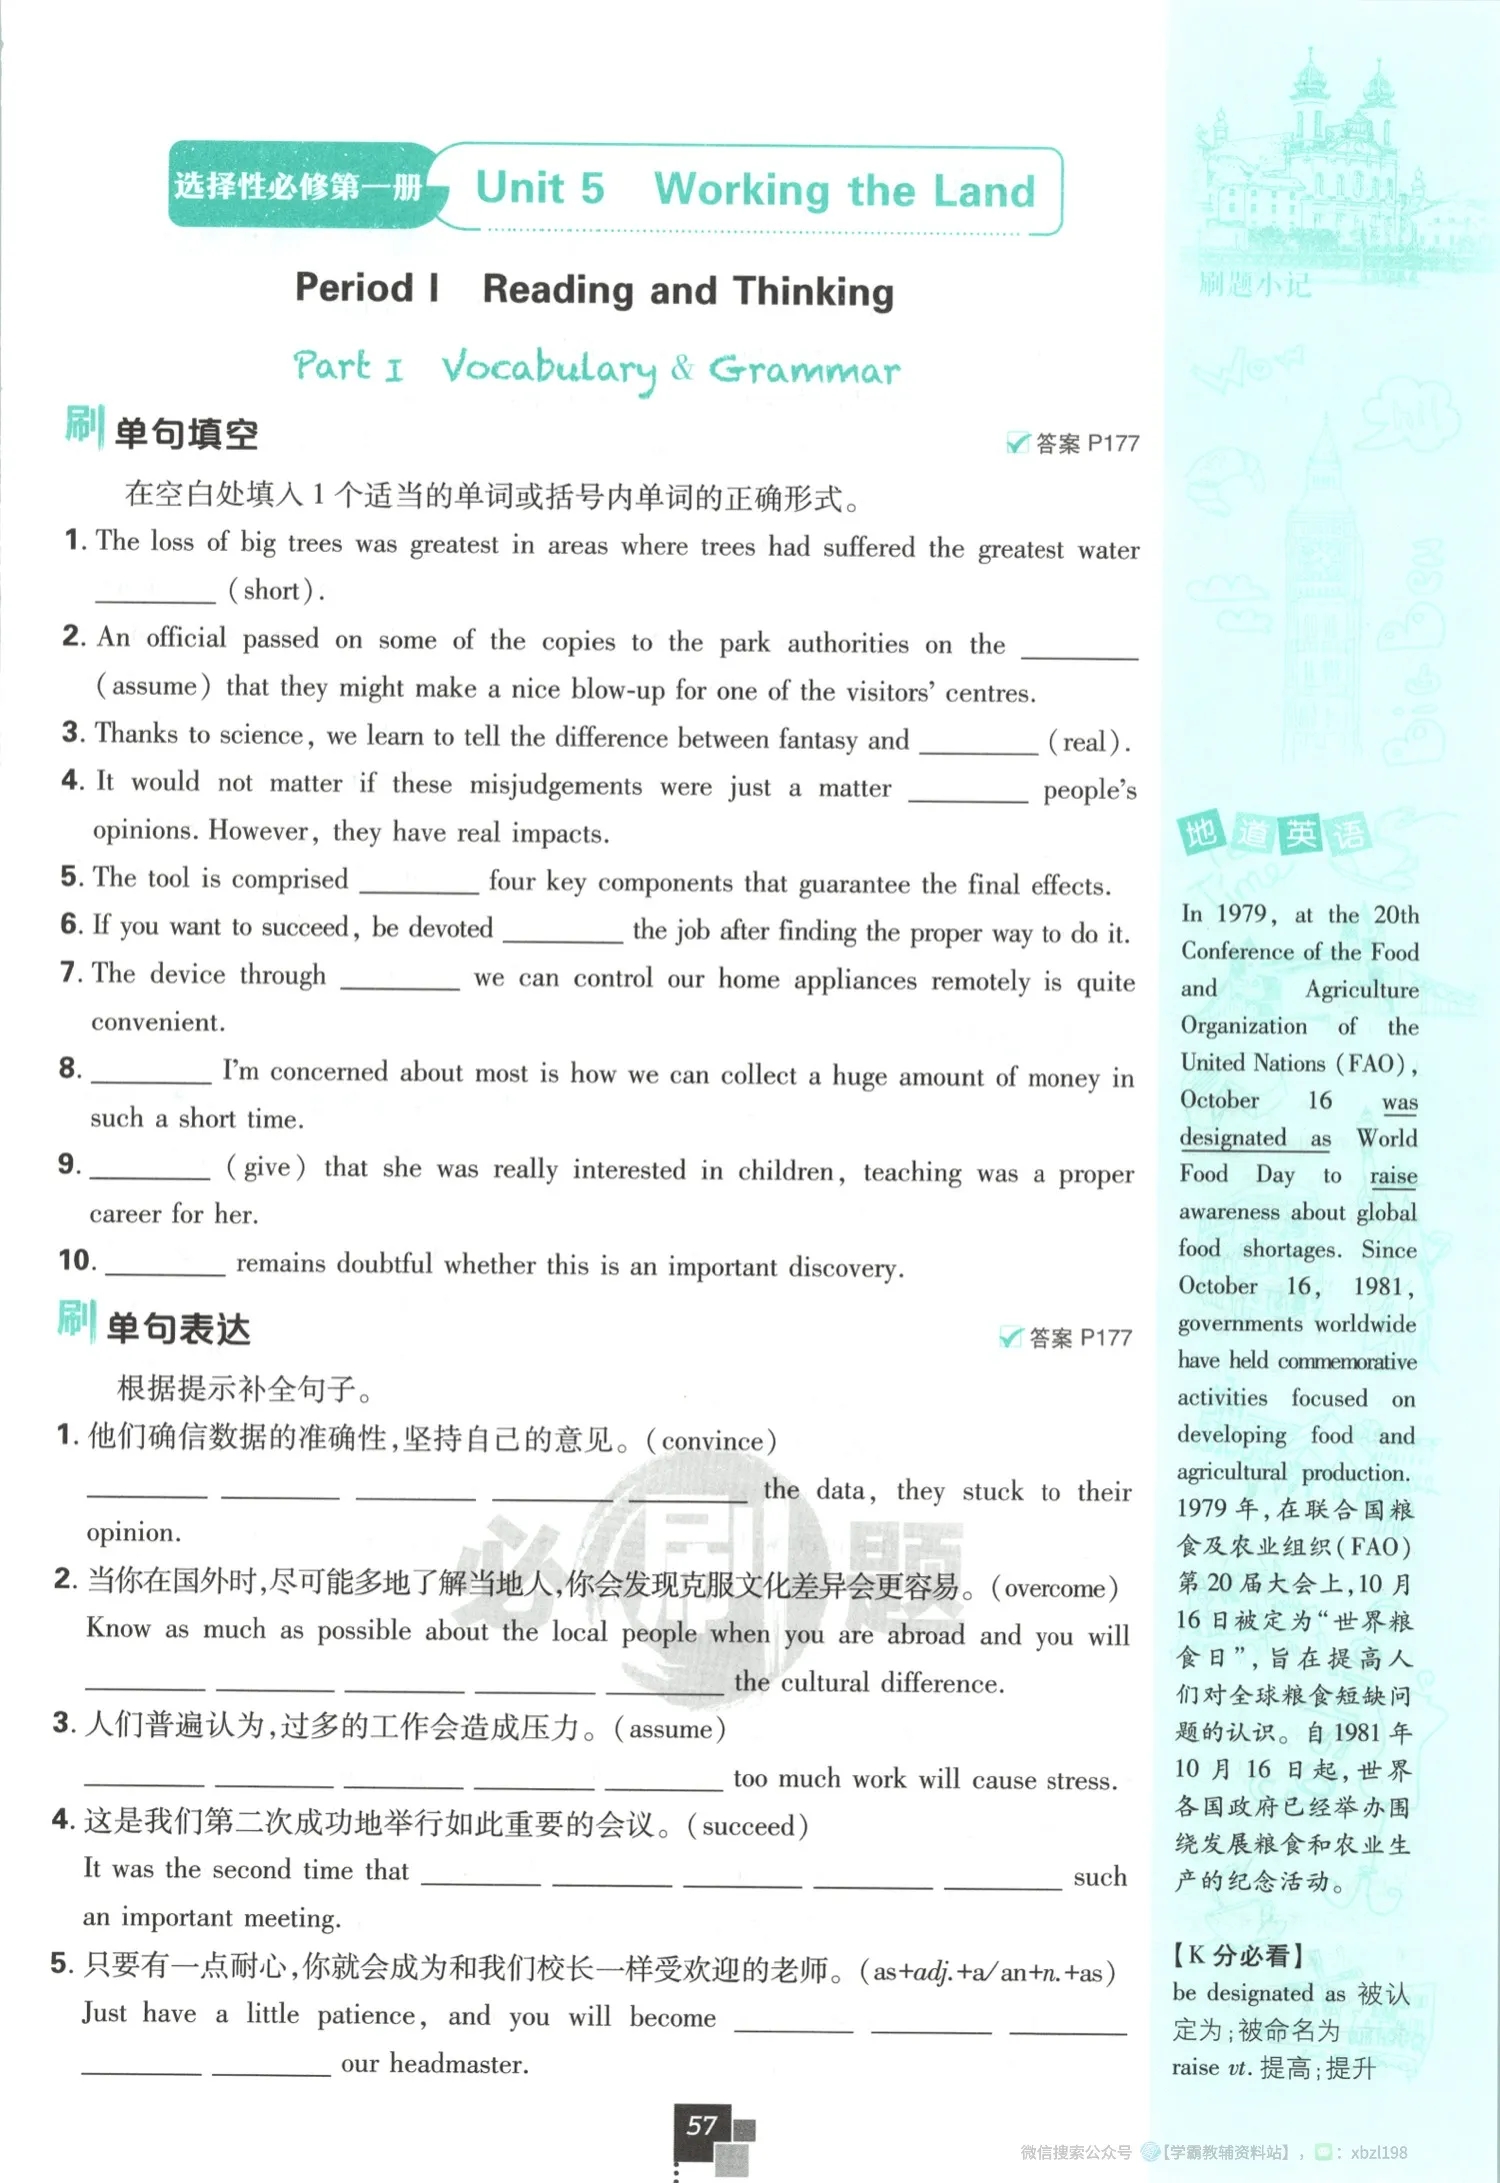 选择性必修第一册 Unit 5 Working the Land
Period I Reading and Thinking
Part I Vocabulary & Grammar
刷 单句填空
答案 P177
在空白处填入 1 个适当的单词或括号内单词的正确形式。
1. The loss of big trees was greatest in areas where trees had suffered the greatest water
________ (short).
2. An official passed on some of the copies to the park authorities on the ________
(assume) that they might make a nice blow-up for one of the visitors' centres.
3. Thanks to science, we learn to tell the difference between fantasy and ________ (real).
4. It would not matter if these misjudgements were just a matter ________ people's
opinions. However, they have real impacts.
5. The tool is comprised ________ four key components that guarantee the final effects.
6. If you want to succeed, be devoted ________ the job after finding the proper way to do it.
7. The device through ________ we can control our home appliances remotely is quite
convenient.
8. ________ I'm concerned about most is how we can collect a huge amount of money in
such a short time.
9. ________ (give) that she was really interested in children, teaching was a proper
career for her.
10. ________ remains doubtful whether this is an important discovery.
刷 单句表达
答案 P177
根据提示补全句子。
1. 他们确信数据的准确性,坚持自己的意见。(convince)
________ ________ ________ ________ ________ the data, they stuck to their
opinion.
2. 当你在国外时,尽可能多地了解当地人,你会发现克服文化差异会更容易。(overcome)
Know as much as possible about the local people when you are abroad and you will
________ ________ ________ ________ ________ the cultural difference.
3. 人们普遍认为,过多的工作会造成压力。(assume)
________ ________ ________ ________ ________ too much work will cause stress.
4. 这是我们第二次成功地举行如此重要的会议。(succeed)
It was the second time that ________ ________ ________ ________ ________ such
an important meeting.
5. 只要有一点耐心,你就会成为和我们校长一样受欢迎的老师。(as+adj.+a/an+n.+as)
Just have a little patience, and you will become ________ ________ ________
________ ________ our headmaster.
必刷题
57
刷题小记
hi!
Big Ben
Time
地道英语
In 1979, at the 20th
Conference of the Food
and Agriculture
Organization of the
United Nations (FAO),
October 16 was
designated as World
Food Day to raise
awareness about global
food shortages. Since
October 16, 1981,
governments worldwide
have held commemorative
activities focused on
developing food and
agricultural production.
1979 年,在联合国粮
食及农业组织(FAO)
第 20 届大会上,10 月
16 日被定为“世界粮
食日”,旨在提高人
们对全球粮食短缺问
题的认识。自 1981 年
10 月 16 日起,世界
各国政府已经举办围
绕发展粮食和农业生
产的纪念活动。
【K 分必看】
be designated as 被认
定为;被命名为
raise vt. 提高;提升
微信搜索公众号【学霸教辅资料站】,：xbzl198